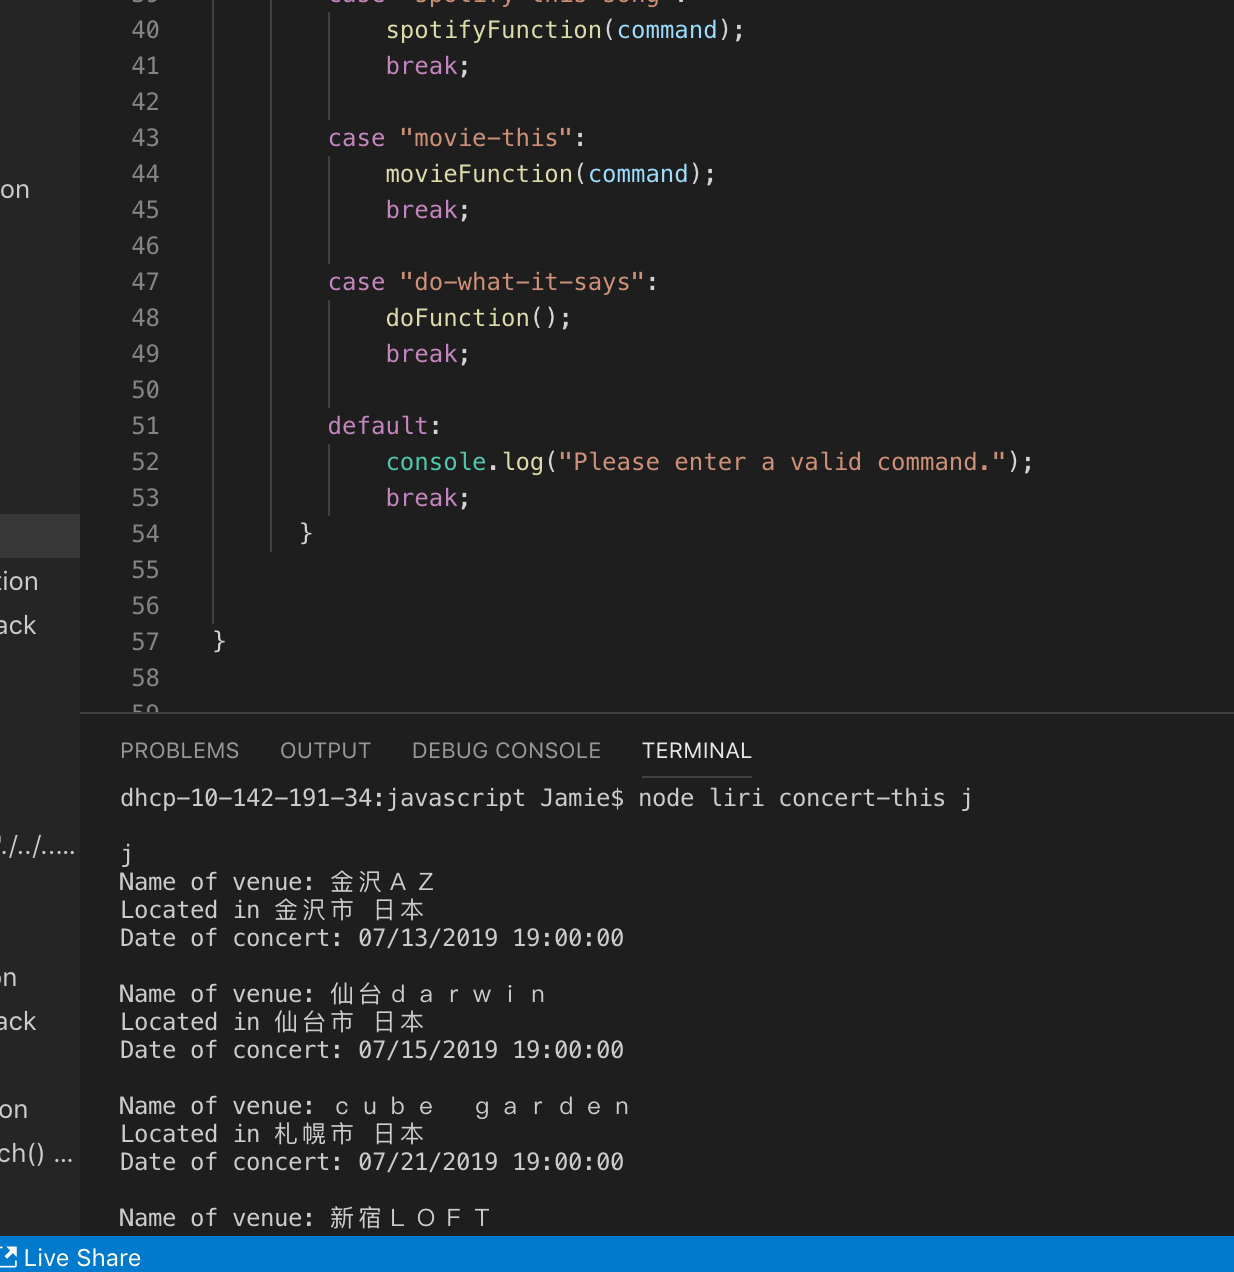 case "spotify-this-song":
40 spotifyFunction(command);
41 break;
42
43 case "movie-this":
44 movieFunction(command);
45 break;
46
47 case "do-what-it-says":
48 doFunction();
49 break;
50
51 default:
52 console.log("Please enter a valid command.");
53 break;
54 }
55
56
57 }
58
59
on
tion
ack
./../.....
on
ack
on
ch() ...
PROBLEMS OUTPUT DEBUG CONSOLE TERMINAL
dhcp-10-142-191-34:javascript Jamie$ node liri concert-this j
j
Name of venue: 金沢ＡＺ
Located in 金沢市 日本
Date of concert: 07/13/2019 19:00:00
Name of venue: 仙台ｄａｒｗｉｎ
Located in 仙台市 日本
Date of concert: 07/15/2019 19:00:00
Name of venue: ｃｕｂｅ　ｇａｒｄｅｎ
Located in 札幌市 日本
Date of concert: 07/21/2019 19:00:00
Name of venue: 新宿ＬＯＦＴ
Live Share